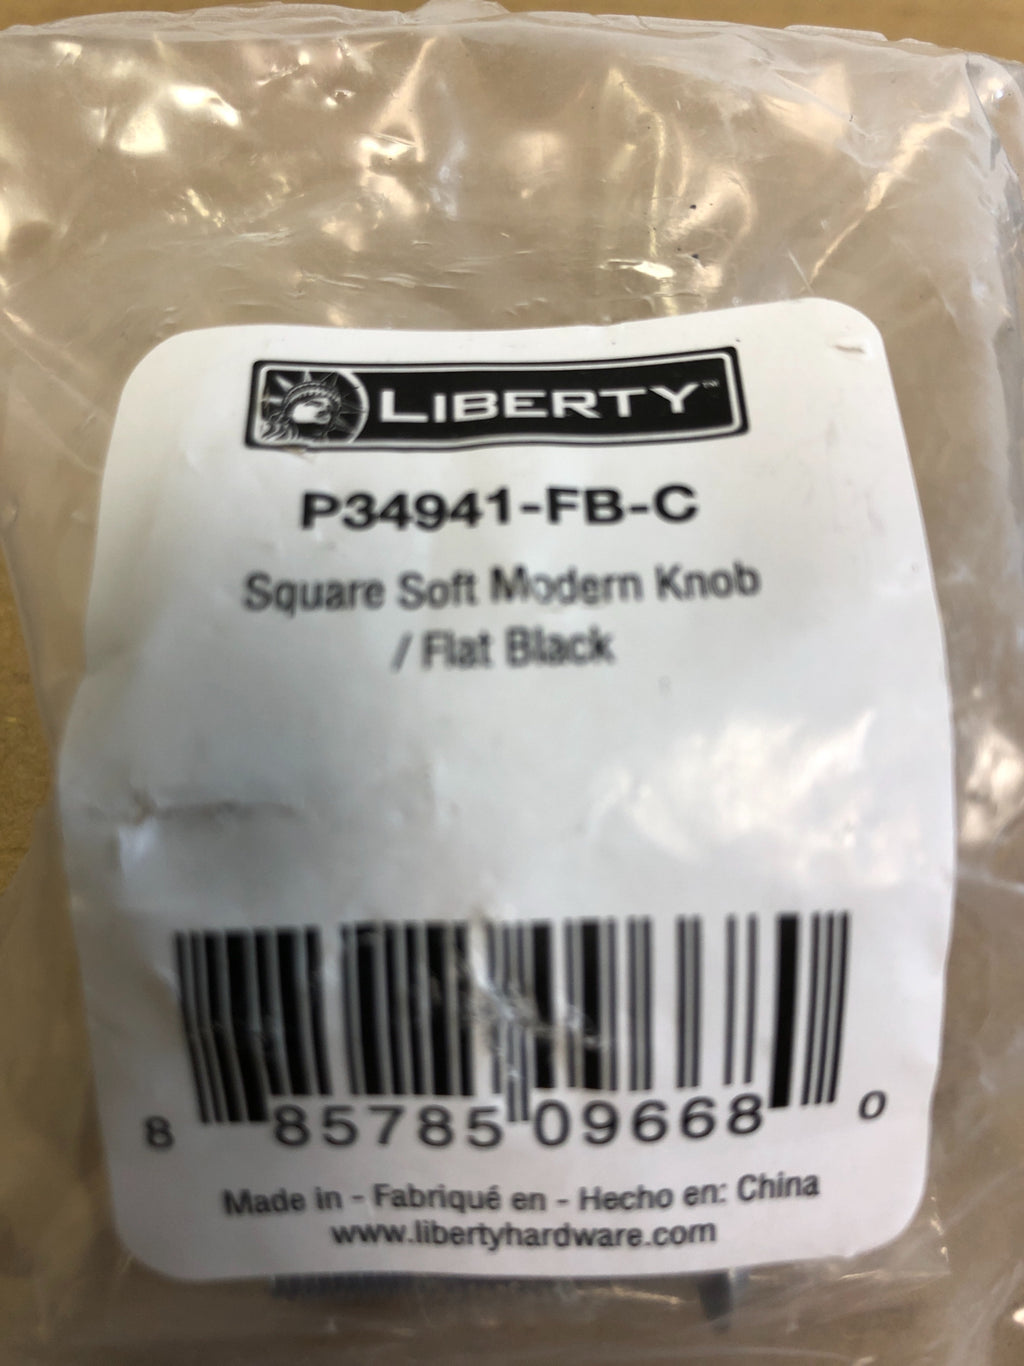 LIBERTY™
P34941-FB-C
Square Soft Modern Knob
/ Flat Black
8 85785 09668 0
Made in - Fabriqué en - Hecho en: China
www.libertyhardware.com